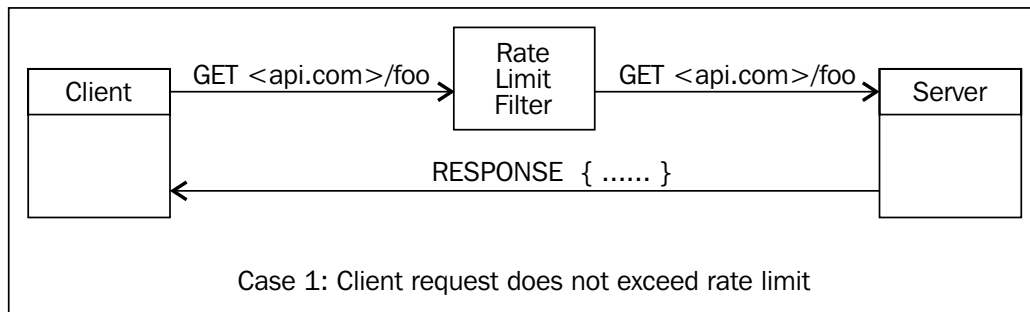 Client
GET <api.com>/foo
Rate
Limit
Filter
GET <api.com>/foo
Server
RESPONSE { ...... }
Case 1: Client request does not exceed rate limit